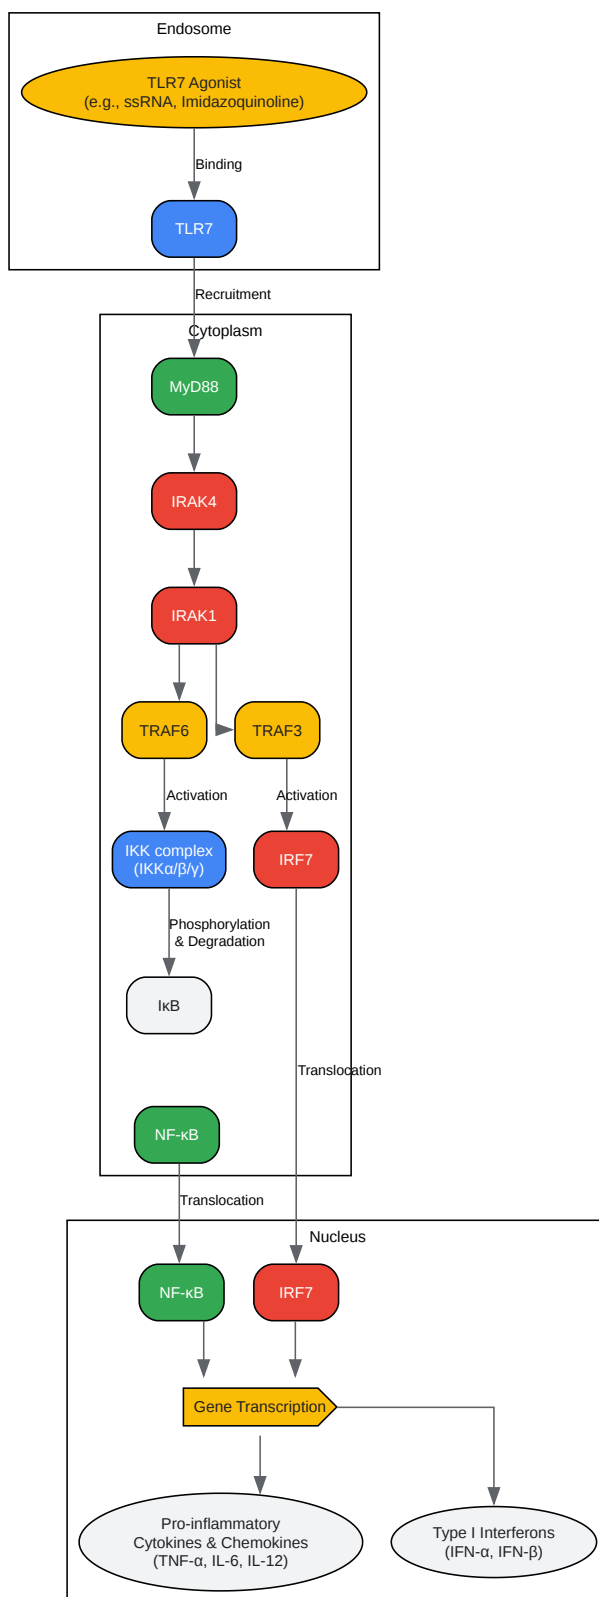 Endosome
TLR7 Agonist
(e.g., ssRNA, Imidazoquinoline)
Binding
TLR7
Recruitment
Cytoplasm
MyD88
IRAK4
IRAK1
TRAF6
TRAF3
Activation
Activation
IKK complex
(IKKα/β/γ)
IRF7
Phosphorylation
& Degradation
IκB
Translocation
NF-κB
Translocation
Nucleus
NF-κB
IRF7
Gene Transcription
Pro-inflammatory
Cytokines & Chemokines
(TNF-α, IL-6, IL-12)
Type I Interferons
(IFN-α, IFN-β)